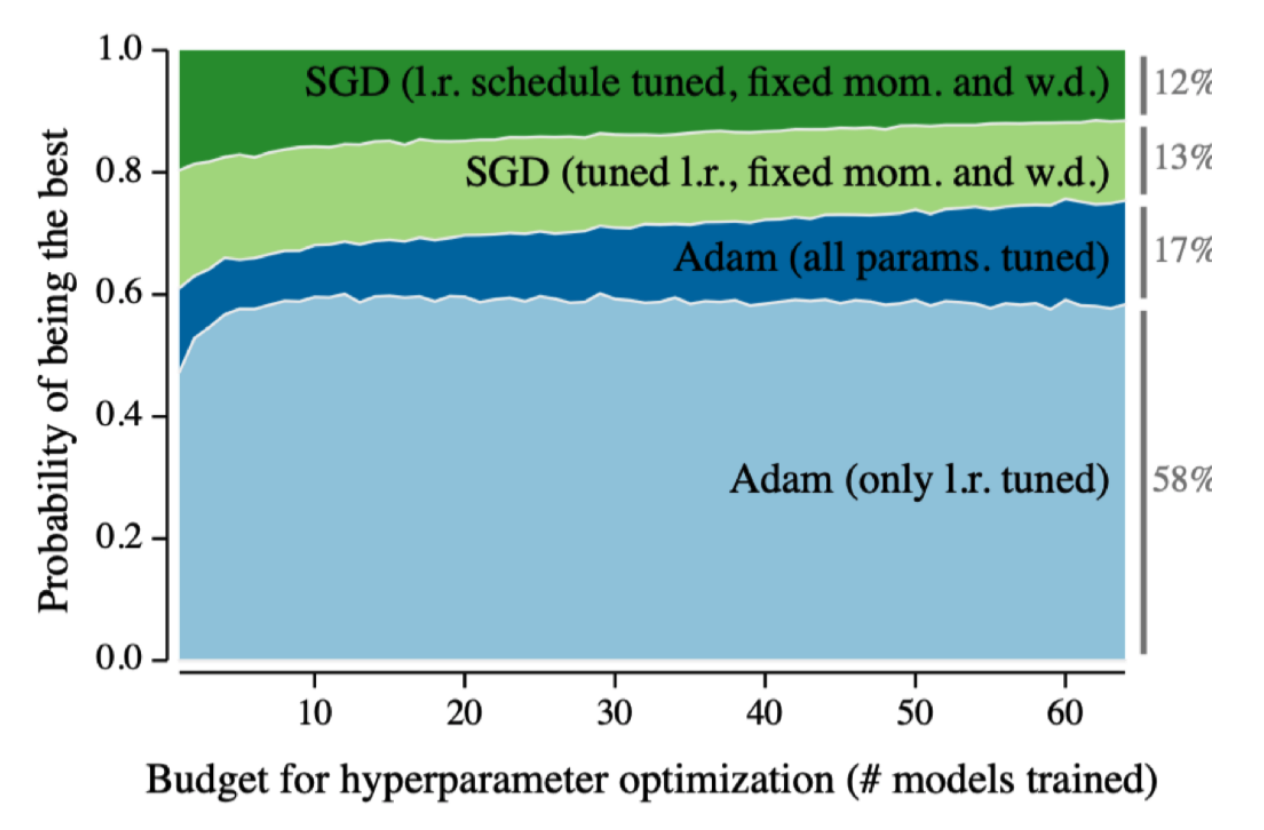 Probability of being the best
1.0
0.8
0.6
0.4
0.2
0.0
SGD (l.r. schedule tuned, fixed mom. and w.d.)
SGD (tuned l.r., fixed mom. and w.d.)
Adam (all params. tuned)
Adam (only l.r. tuned)
12%
13%
17%
58%
10 20 30 40 50 60
Budget for hyperparameter optimization (# models trained)